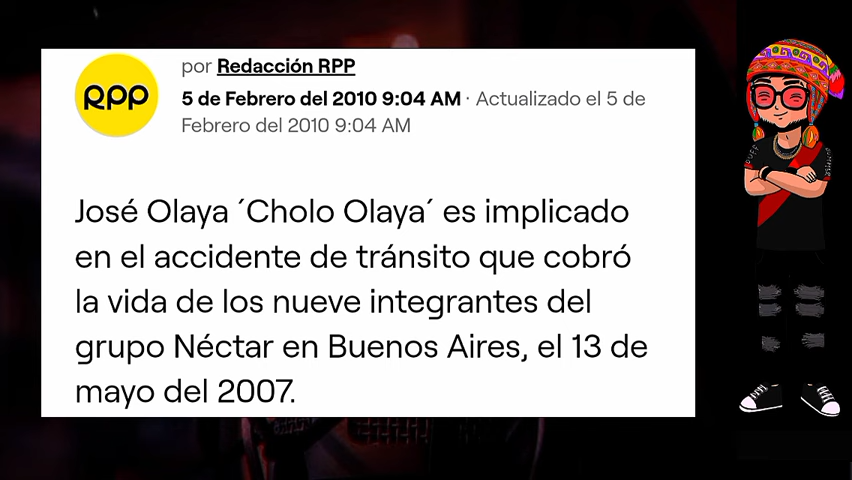 RPP
por Redacción RPP
5 de Febrero del 2010 9:04 AM · Actualizado el 5 de
Febrero del 2010 9:04 AM
José Olaya ´Cholo Olaya´ es implicado
en el accidente de tránsito que cobró
la vida de los nueve integrantes del
grupo Néctar en Buenos Aires, el 13 de
mayo del 2007.